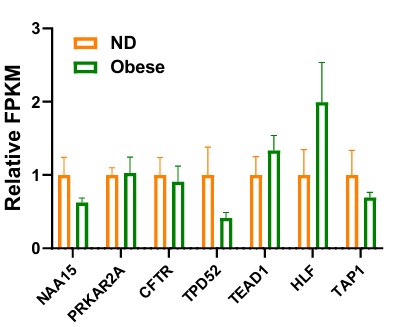 Relative FPKM
3
2
1
0
ND
Obese
NAA15
PRKAR2A
CFTR
TPD52
TEAD1
HLF
TAP1